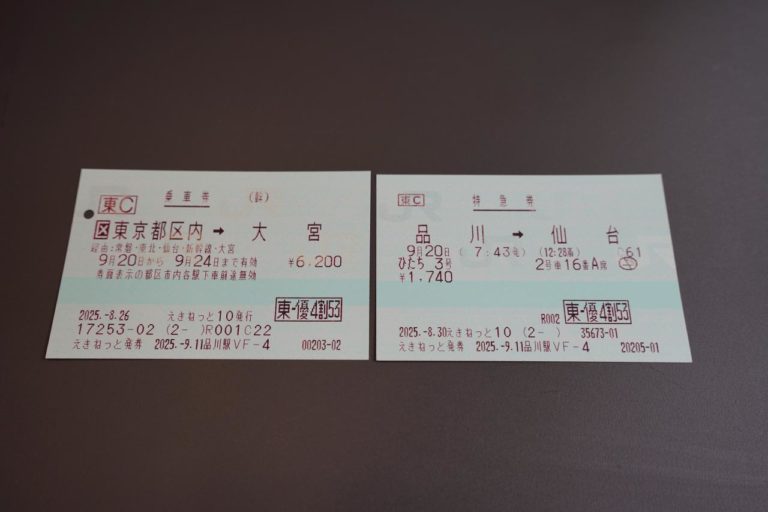 東C 乗車券 (幹)
区 東京都区内 → 大宮
経由:常磐・東北・仙台・新幹線・大宮
9月20日から 9月24日まで有効 ¥6,200
券面表示の都区市内各駅下車前途無効
東-優4割53
2025.-8.26 えきねっと10発行
17253-02 (2- )R001C22
えきねっと発券 2025.-9.11品川駅VF-4 00203-02
東C 特急券
品川 → 仙台
9月20日 ( 7:43発) (12:28着) C61
ひたち 3号 2号車16番A席
¥1,740
R002 東-優4割53
2025.-8.30えきねっと10 (2- ) 35673-01
えきねっと発券 2025.-9.11品川駅VF-4 20205-01